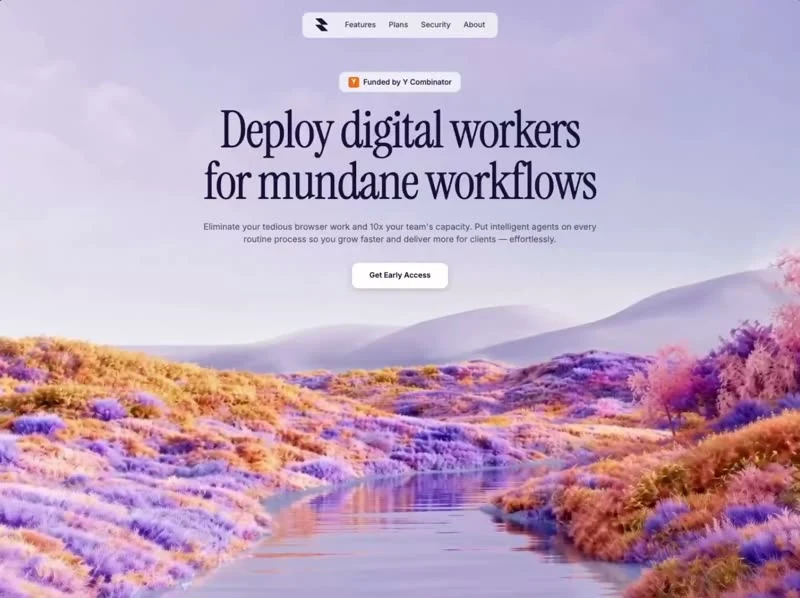 Features Plans Security About
Y Funded by Y Combinator
Deploy digital workers
for mundane workflows
Eliminate your tedious browser work and 10x your team's capacity. Put intelligent agents on every
routine process so you grow faster and deliver more for clients — effortlessly.
Get Early Access